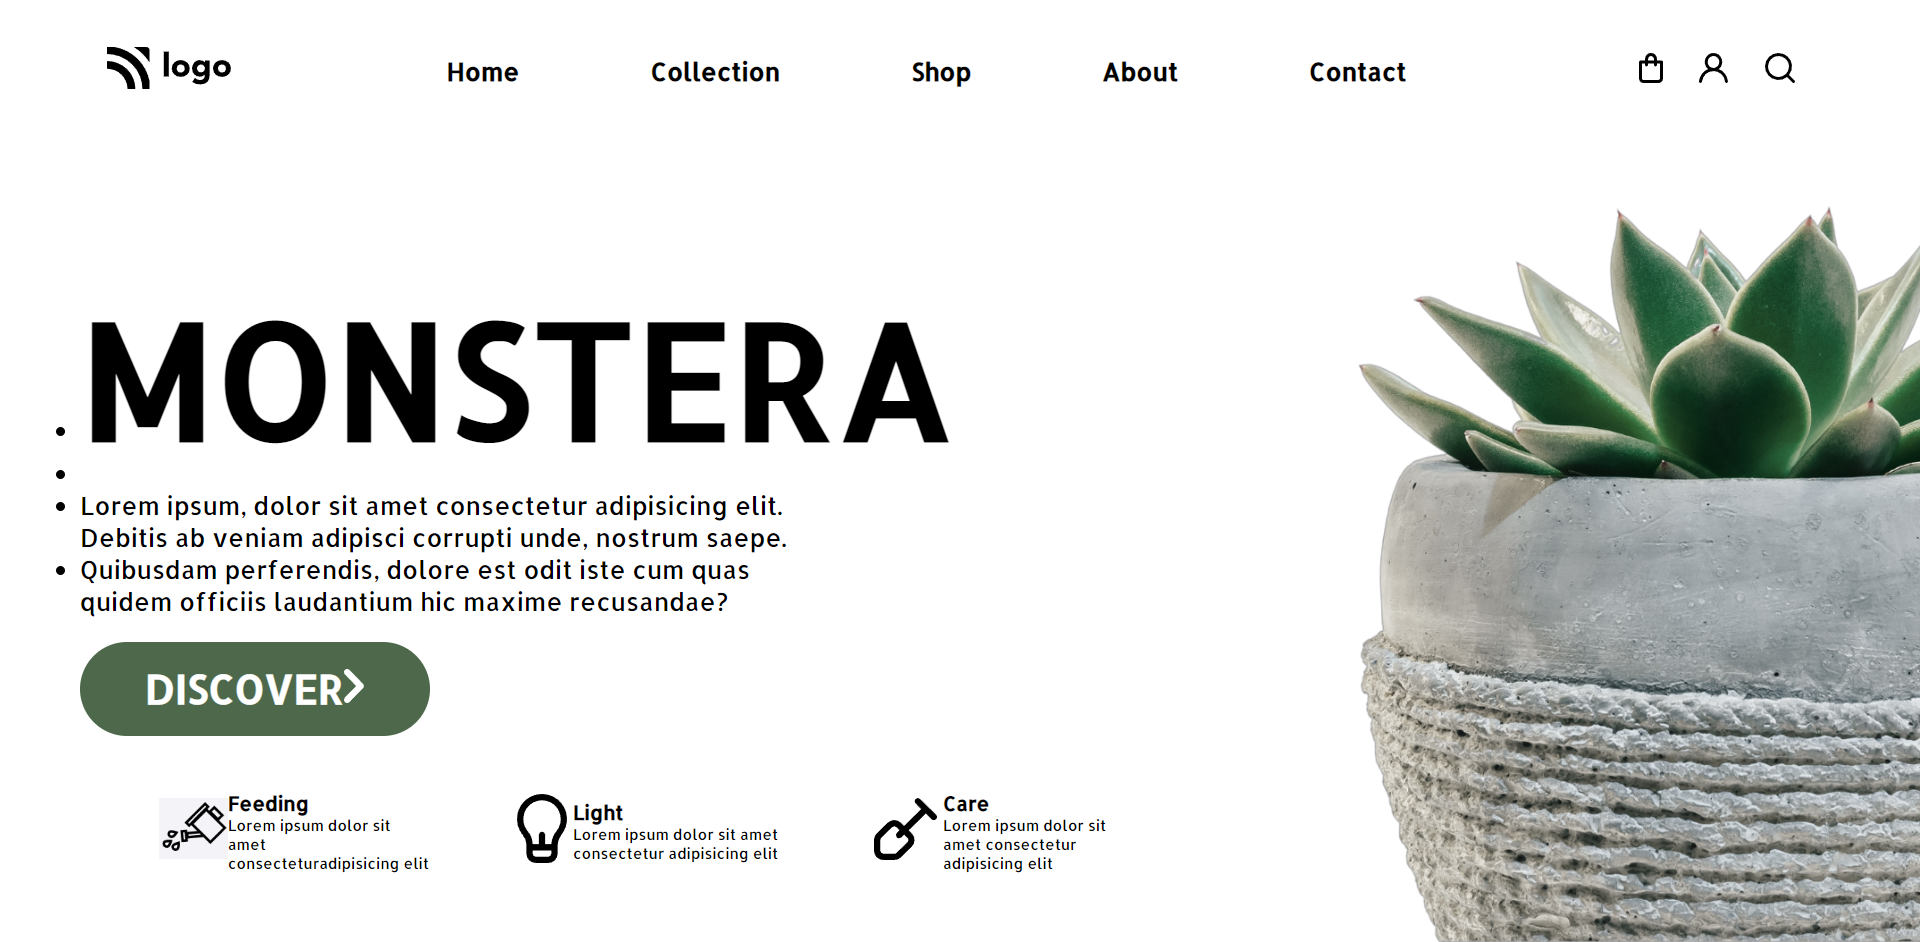 logo
Home
Collection
Shop
About
Contact
MONSTERA
Lorem ipsum, dolor sit amet consectetur adipisicing elit.
Debitis ab veniam adipisci corrupti unde, nostrum saepe.
Quibusdam perferendis, dolore est odit iste cum quas
quidem officiis laudantium hic maxime recusandae?
DISCOVER
Feeding
Lorem ipsum dolor sit
amet
consecteturadipisicing elit
Light
Lorem ipsum dolor sit amet
consectetur adipisicing elit
Care
Lorem ipsum dolor sit
amet consectetur
adipisicing elit